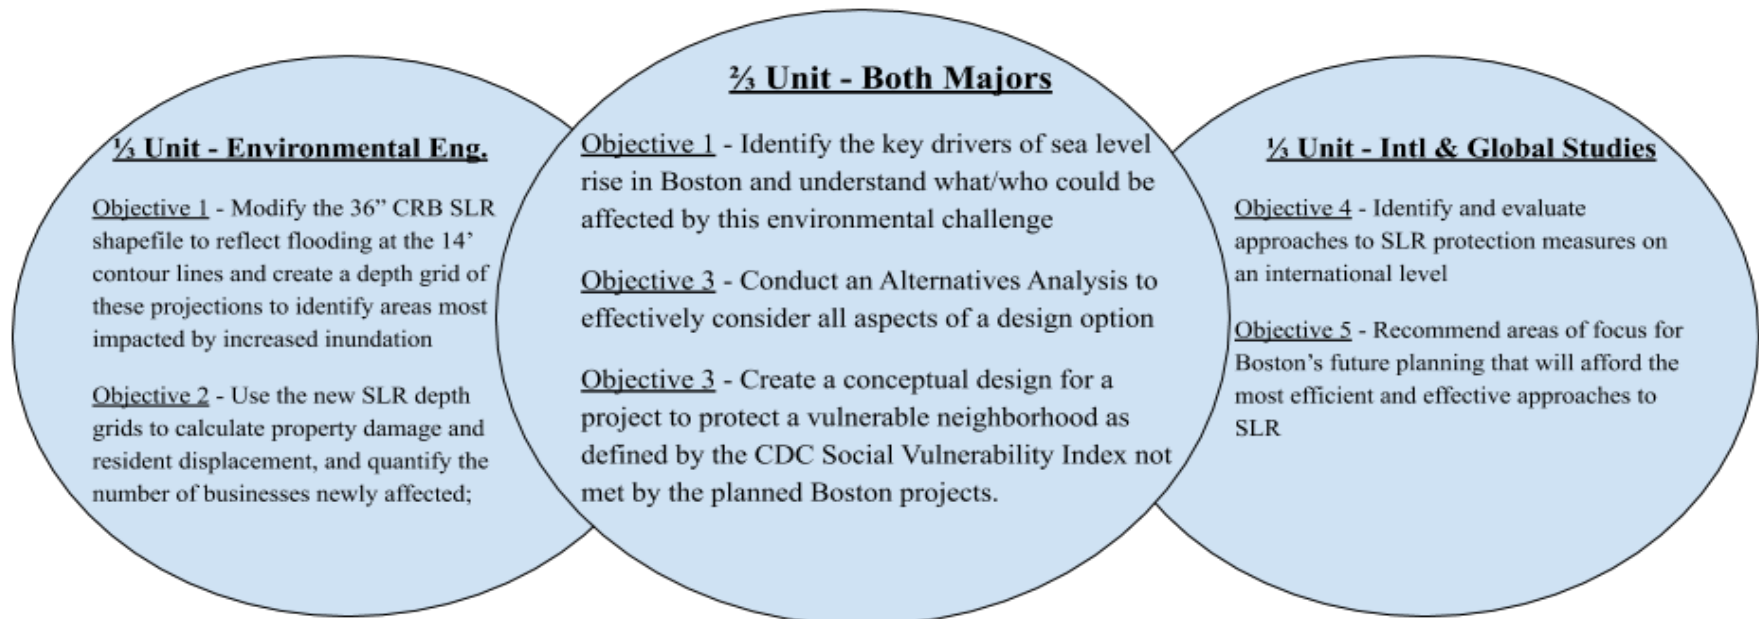 ⅓ Unit - Environmental Eng.
Objective 1 - Modify the 36” CRB SLR
shapefile to reflect flooding at the 14’
contour lines and create a depth grid of
these projections to identify areas most
impacted by increased inundation
Objective 2 - Use the new SLR depth
grids to calculate property damage and
resident displacement, and quantify the
number of businesses newly affected;
⅔ Unit - Both Majors
Objective 1 - Identify the key drivers of sea level
rise in Boston and understand what/who could be
affected by this environmental challenge
Objective 3 - Conduct an Alternatives Analysis to
effectively consider all aspects of a design option
Objective 3 - Create a conceptual design for a
project to protect a vulnerable neighborhood as
defined by the CDC Social Vulnerability Index not
met by the planned Boston projects.
⅓ Unit - Intl & Global Studies
Objective 4 - Identify and evaluate
approaches to SLR protection measures on
an international level
Objective 5 - Recommend areas of focus for
Boston’s future planning that will afford the
most efficient and effective approaches to
SLR